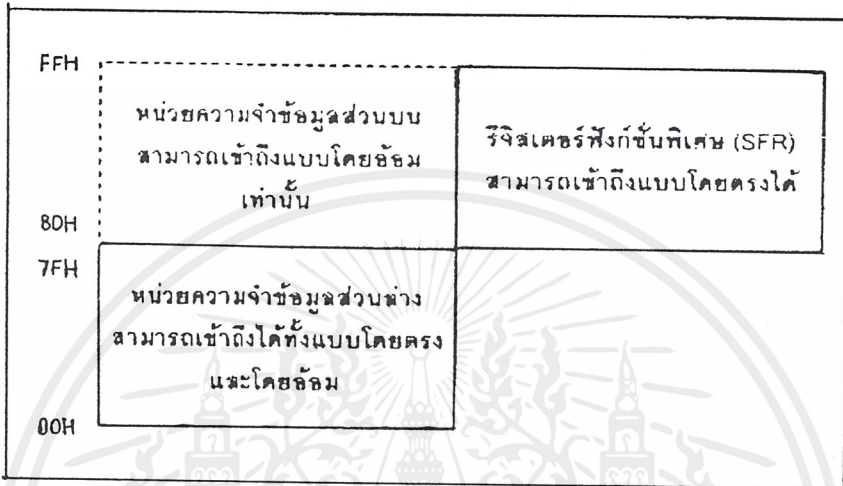 FFH
หน่วยความจำข้อมูลส่วนบน
สามารถเข้าถึงแบบโดยอ้อม
เท่านั้น
80H
รีจิสเตอร์ฟังก์ชั่นพิเศษ (SFR)
สามารถเข้าถึงแบบโดยตรงได้
7FH
หน่วยความจำข้อมูลส่วนล่าง
สามารถเข้าถึงได้ทั้งแบบโดยตรง
และโดยอ้อม
00H